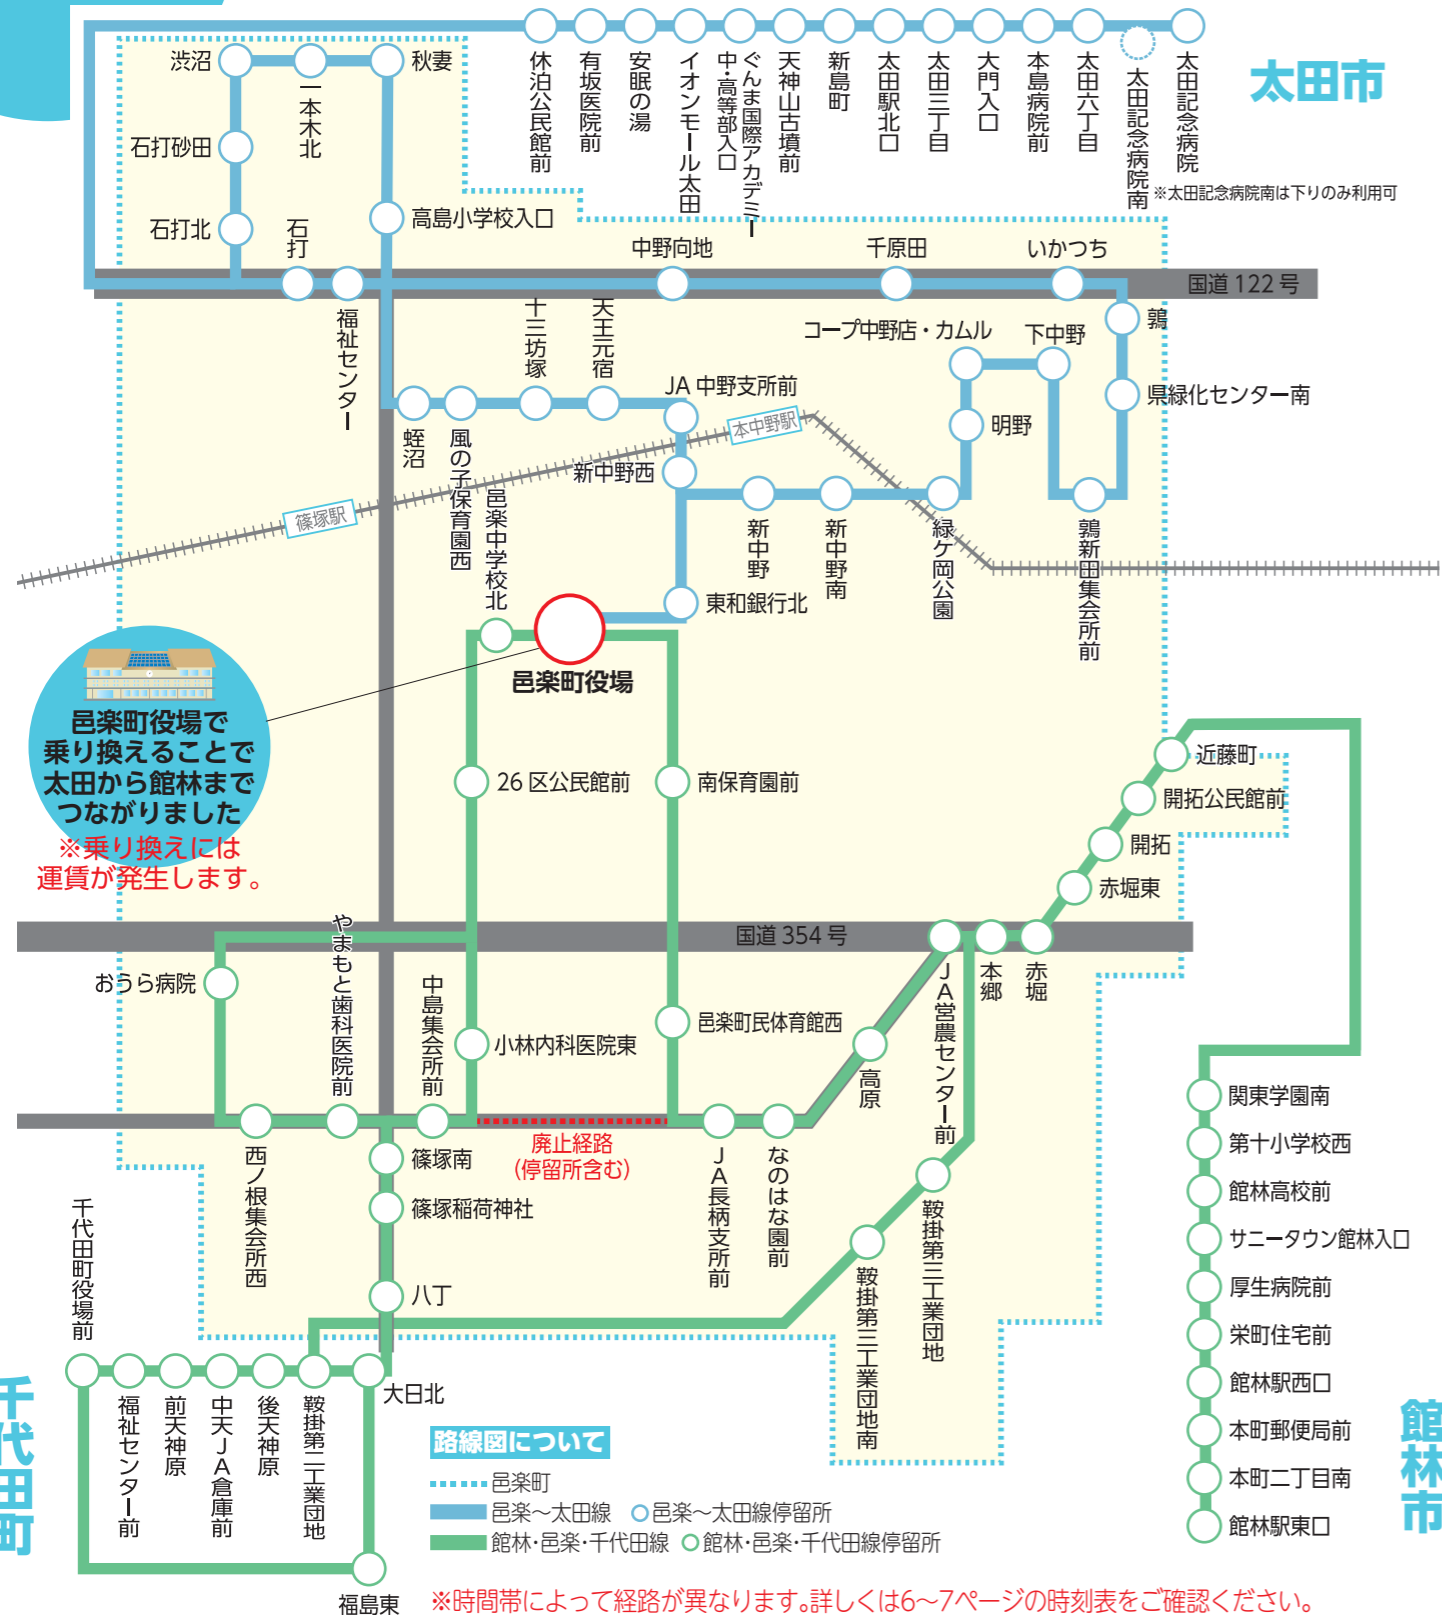 太田市
休泊公民館前
有坂医院前
安眠の湯
イオンモール太田
ぐんま国際アカデミー
中・高等部入口
天神山古墳前
新島町
太田駅北口
太田三丁目
大門入口
本島病院前
太田六丁目
太田記念病院南
太田記念病院
※太田記念病院南は下りのみ利用可
渋沼
一本木北
秋妻
石打砂田
石打北
石打
高島小学校入口
福祉センター
中野向地
千原田
いかつち
国道122号
鶉
県緑化センター南
コープ中野店・カムル
下中野
明野
十三坊塚
天王元宿
JA中野支所前
蛭沼
風の子保育園西
新中野西
本中野駅
篠塚駅
邑楽中学校北
新中野
新中野南
緑ケ岡公園
鶉新田集会所前
東和銀行北
邑楽町役場
邑楽町役場で
乗り換えることで
太田から館林まで
つながりました
※乗り換えには
運賃が発生します。
26区公民館前
南保育園前
近藤町
開拓公民館前
開拓
赤堀東
国道354号
おうら病院
やまもと歯科医院前
中島集会所前
小林内科医院東
邑楽町民体育館西
高原
JA営農センター前
本郷
赤堀
廃止経路
(停留所含む)
西ノ根集会所西
篠塚南
篠塚稲荷神社
八丁
JA長柄支所前
なのはな園前
鞍掛第三工業団地
鞍掛第三工業団地南
関東学園南
第十小学校西
館林高校前
サニータウン館林入口
厚生病院前
栄町住宅前
館林駅西口
本町郵便局前
本町二丁目南
館林駅東口
館林市
千代田町役場前
千代田町
福祉センター前
前天神原
中天JA倉庫前
後天神原
鞍掛第二工業団地
大日北
福島東
路線図について
邑楽町
邑楽～太田線 邑楽～太田線停留所
館林・邑楽・千代田線 館林・邑楽・千代田線停留所
※時間帯によって経路が異なります。詳しくは6～7ページの時刻表をご確認ください。